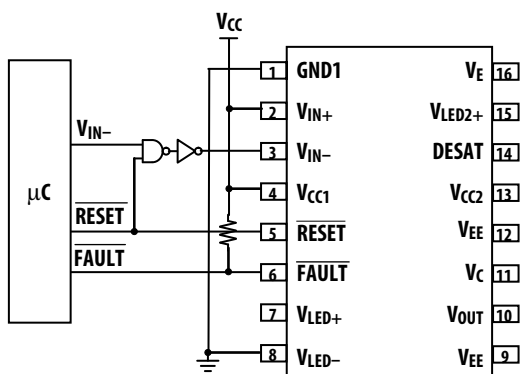 VCC
1 GND1 VE 16
2 VIN+ VLED2+ 15
VIN–
3 VIN– DESAT 14
μC
4 VCC1 VCC2 13
RESET
5 RESET VEE 12
FAULT
6 FAULT VC 11
7 VLED+ VOUT 10
8 VLED– VEE 9